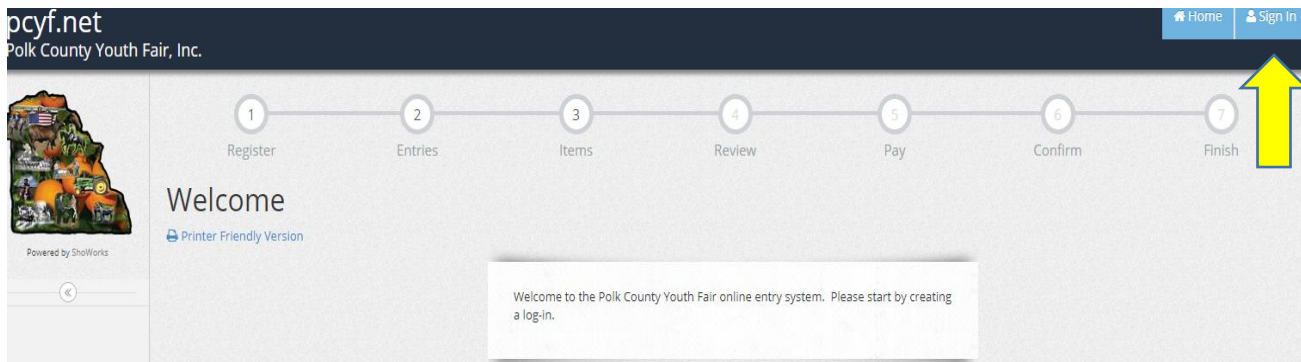 pcyf.net
Polk County Youth Fair, Inc.
Home
Sign In
1
2
3
4
5
6
7
Register
Entries
Items
Review
Pay
Confirm
Finish
Welcome
Printer Friendly Version
Powered by ShoWorks
Welcome to the Polk County Youth Fair online entry system. Please start by creating
a log-in.